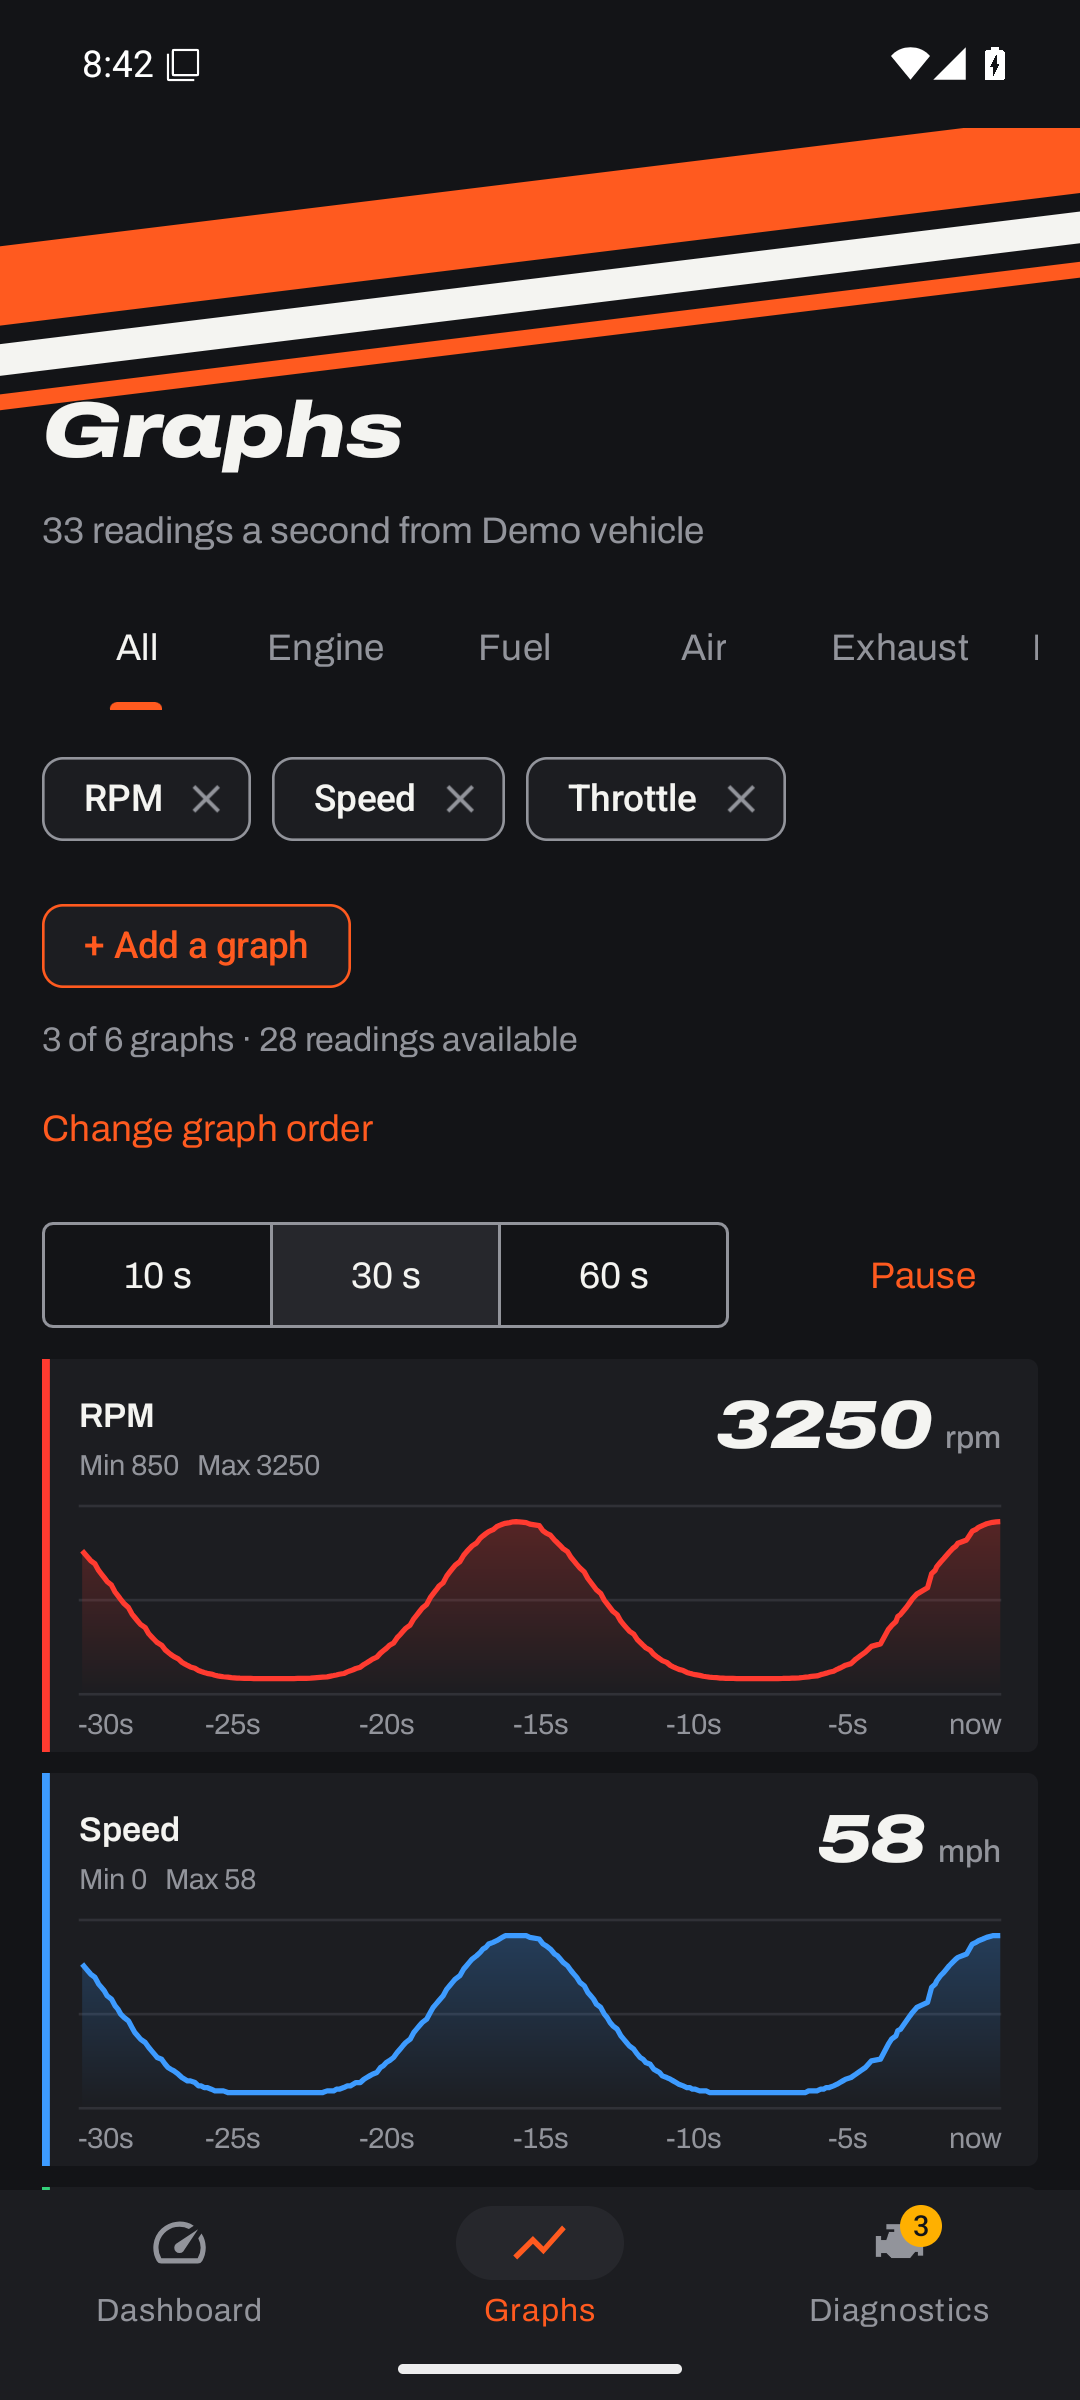 8:42
Graphs
33 readings a second from Demo vehicle
All Engine Fuel Air Exhaust
RPM Speed Throttle
+ Add a graph
3 of 6 graphs · 28 readings available
Change graph order
10 s 30 s 60 s Pause
RPM 3250 rpm
Min 850 Max 3250
-30s -25s -20s -15s -10s -5s now
Speed 58 mph
Min 0 Max 58
-30s -25s -20s -15s -10s -5s now
3
Dashboard Graphs Diagnostics